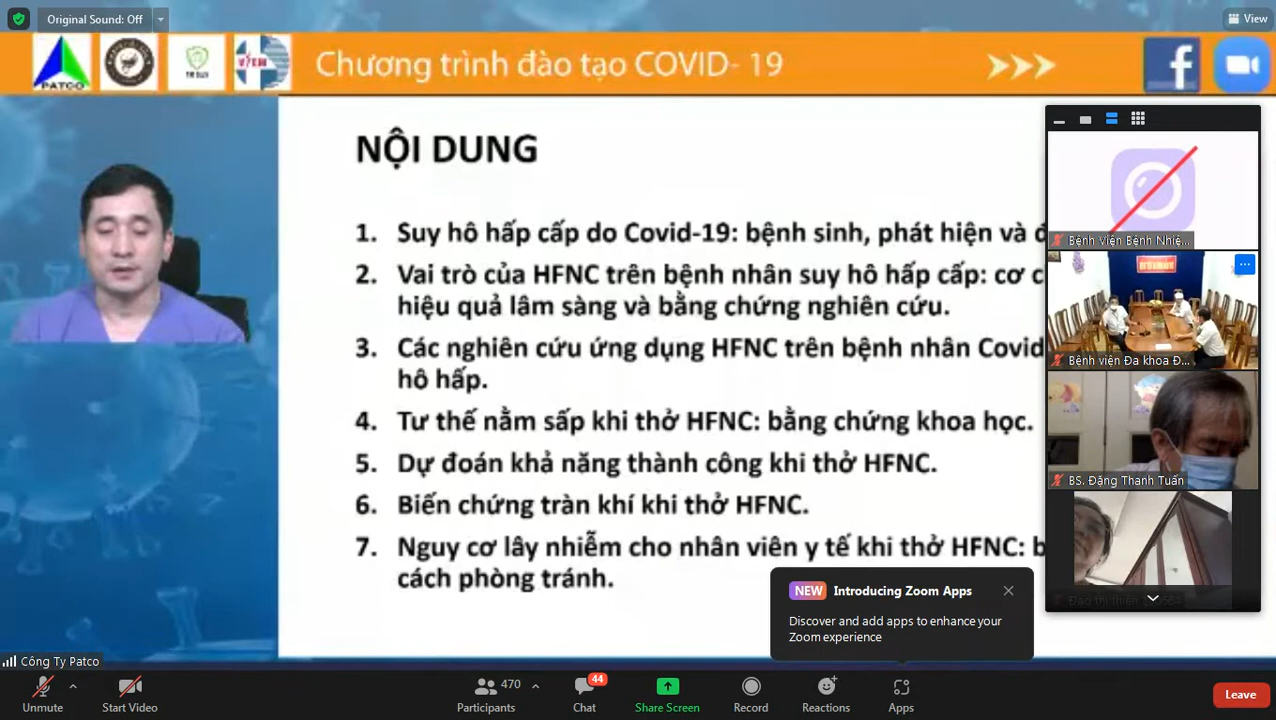 Original Sound: Off
View
PATCO
Chương trình đào tạo COVID- 19
NỘI DUNG
1. Suy hô hấp cấp do Covid-19: bệnh sinh, phát hiện và
2. Vai trò của HFNC trên bệnh nhân suy hô hấp cấp: cơ
hiệu quả lâm sàng và bằng chứng nghiên cứu.
3. Các nghiên cứu ứng dụng HFNC trên bệnh nhân Covid
hô hấp.
4. Tư thế nằm sấp khi thở HFNC: bằng chứng khoa học.
5. Dự đoán khả năng thành công khi thở HFNC.
6. Biến chứng tràn khí khi thở HFNC.
7. Nguy cơ lây nhiễm cho nhân viên y tế khi thở HFNC:
cách phòng tránh.
Bệnh Viện Bệnh Nhiệ...
Bệnh viện Đa khoa Đ...
BS. Đặng Thanh Tuấn
NEW Introducing Zoom Apps
Discover and add apps to enhance your
Zoom experience
Công Ty Patco
Unmute
Start Video
470
Participants
44
Chat
Share Screen
Record
Reactions
Apps
Leave